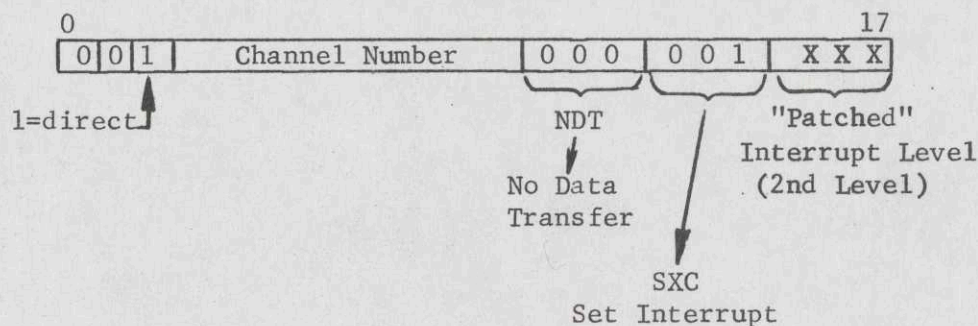 0 17
0 0 1 Channel Number 0 0 0 0 0 1 X X X
1=direct
NDT
"Patched"
Interrupt Level
(2nd Level)
No Data
Transfer
SXC
Set Interrupt